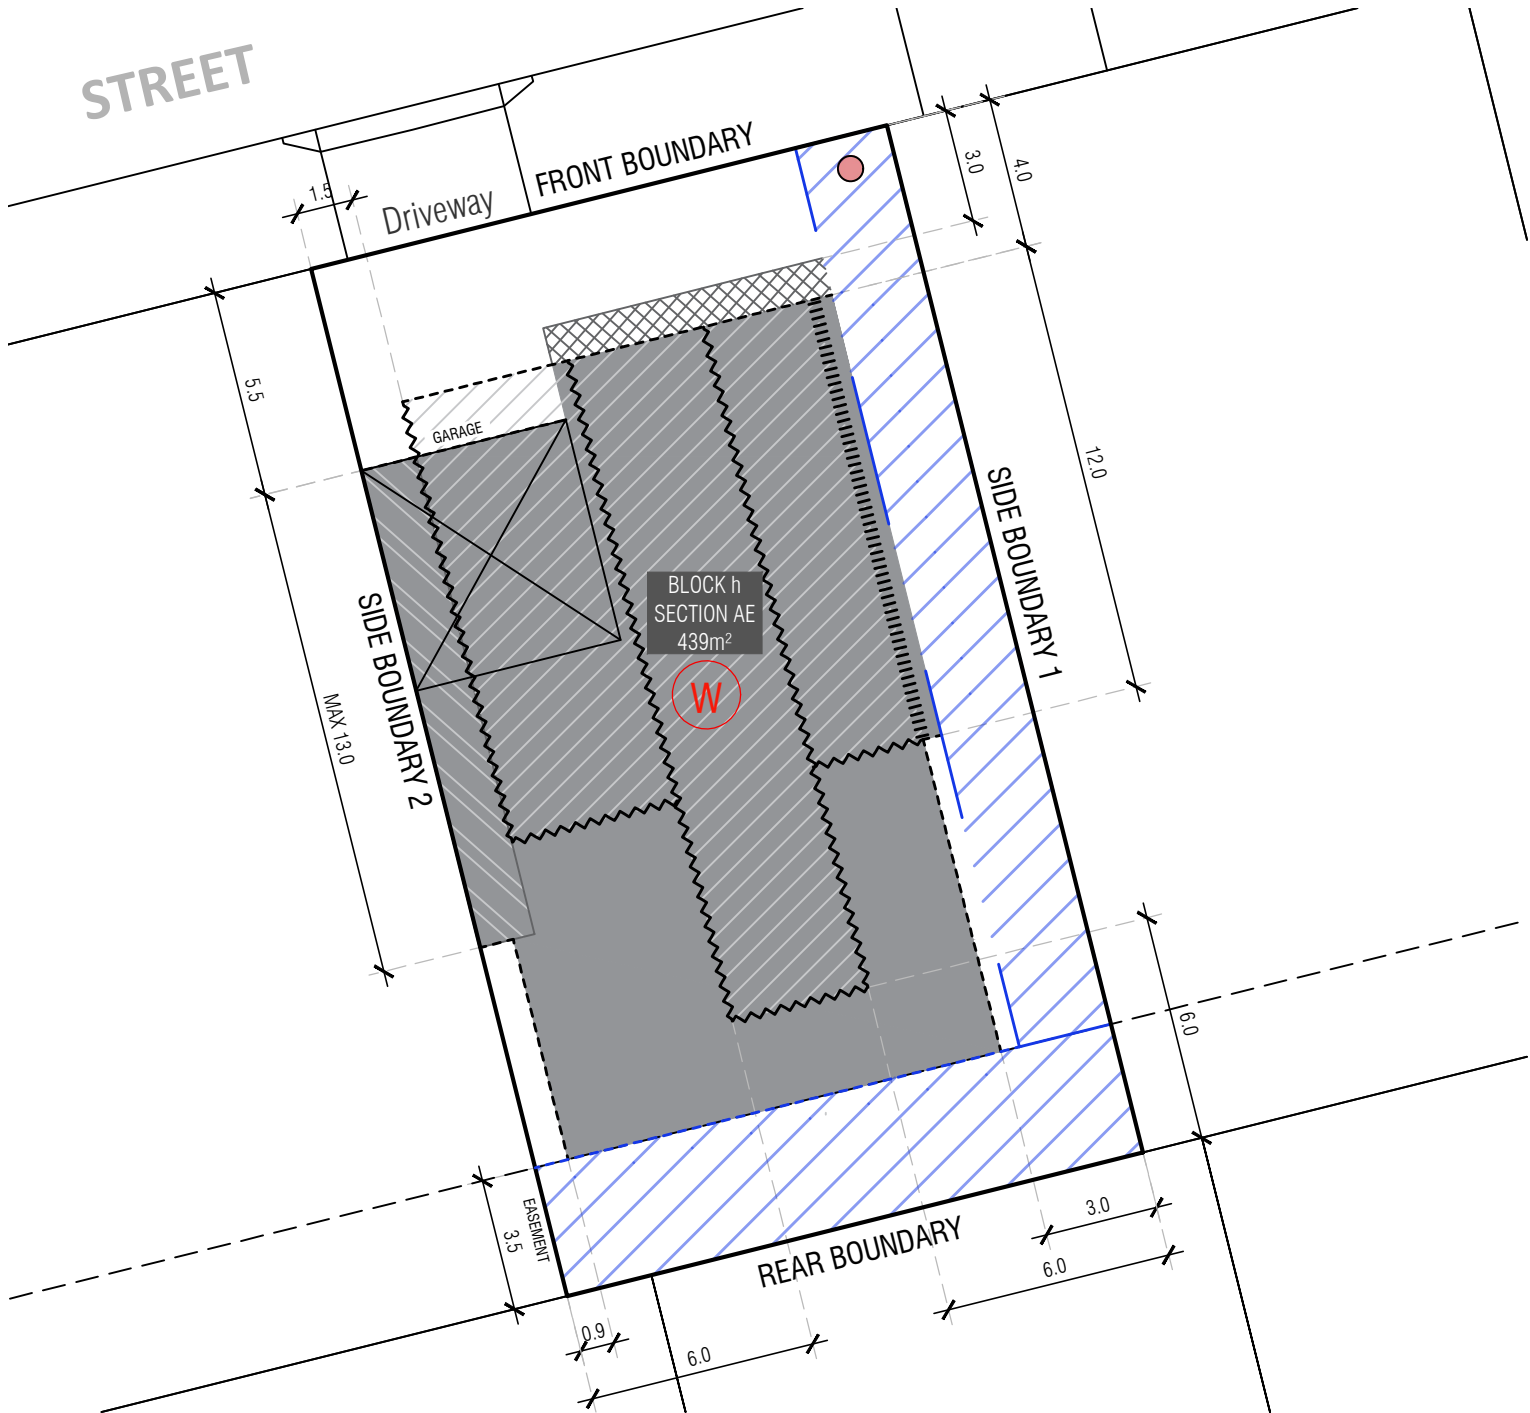 STREET
FRONT BOUNDARY
Driveway
1.5
3.0
4.0
5.5
GARAGE
12.0
SIDE BOUNDARY 1
BLOCK h
SECTION AE
439m²
W
SIDE BOUNDARY 2
MAX 13.0
6.0
EASEMENT
3.5
REAR BOUNDARY
3.0
6.0
0.9
6.0